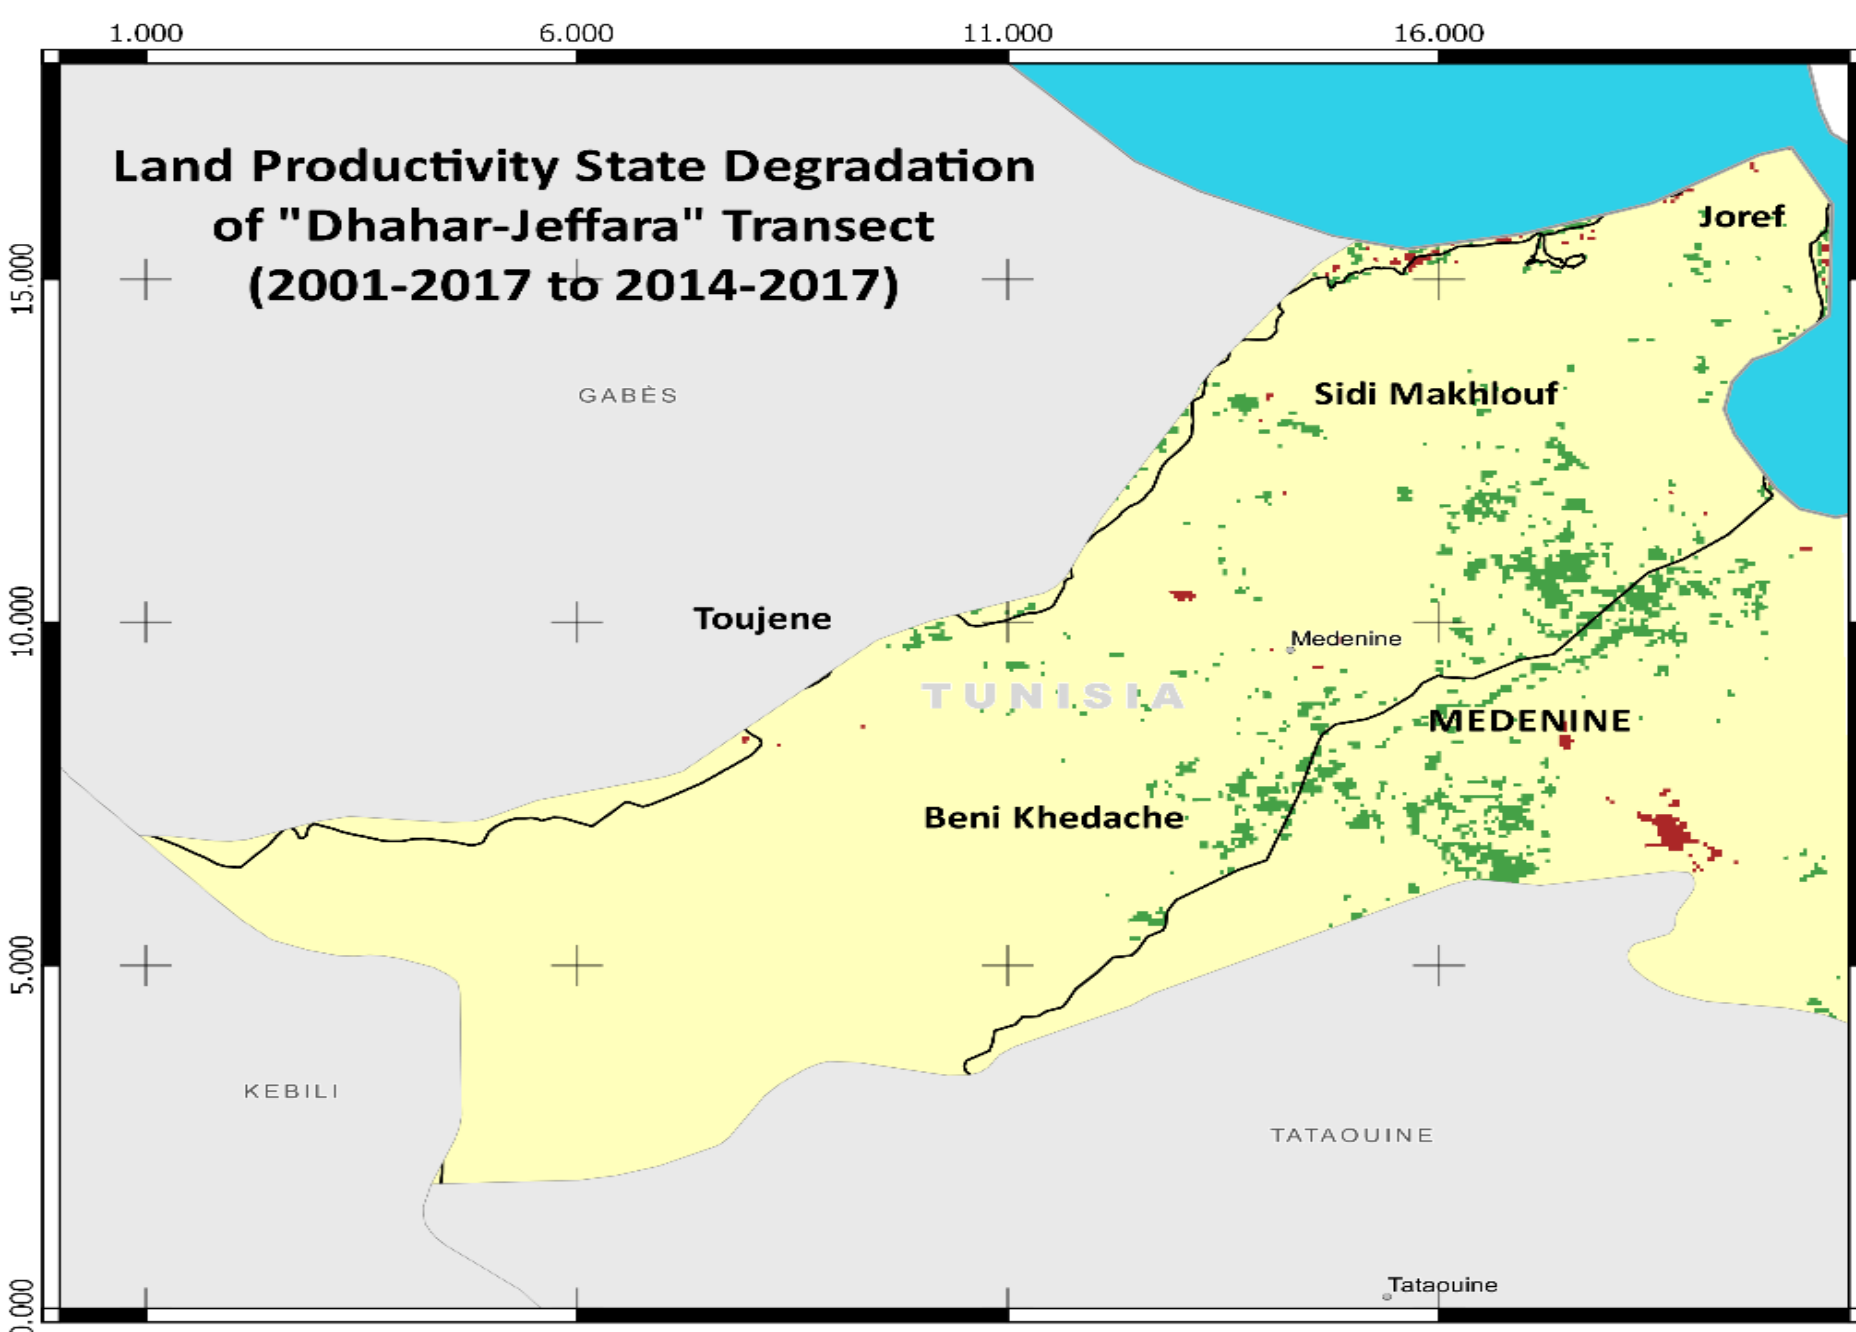 1.000 6.000 11.000 16.000
Land Productivity State Degradation
of "Dhahar-Jeffara" Transect
(2001-2017 to 2014-2017)
Joref
15.000
GABÈS
Sidi Makhlouf
10.000
Toujene
Medenine
TUNISIA
MEDENINE
Beni Khedache
5.000
KEBILI
TATAOUINE
Tataouine
0.000